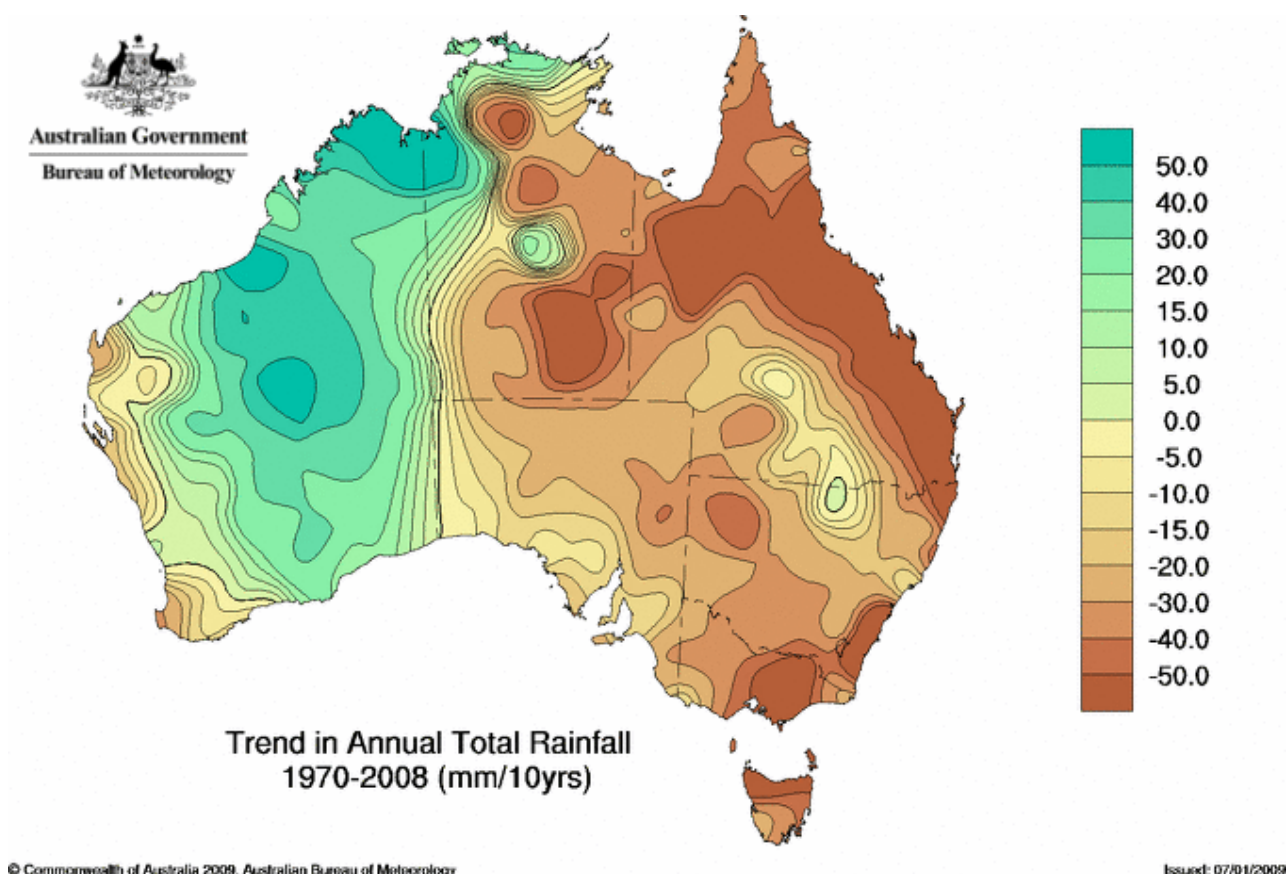 Australian Government
Bureau of Meteorology
50.0
40.0
30.0
20.0
15.0
10.0
5.0
0.0
-5.0
-10.0
-15.0
-20.0
-30.0
-40.0
-50.0
Trend in Annual Total Rainfall
1970-2008 (mm/10yrs)
© Commonwealth of Australia 2009, Australian Bureau of Meteorology
Issued: 07/01/2009